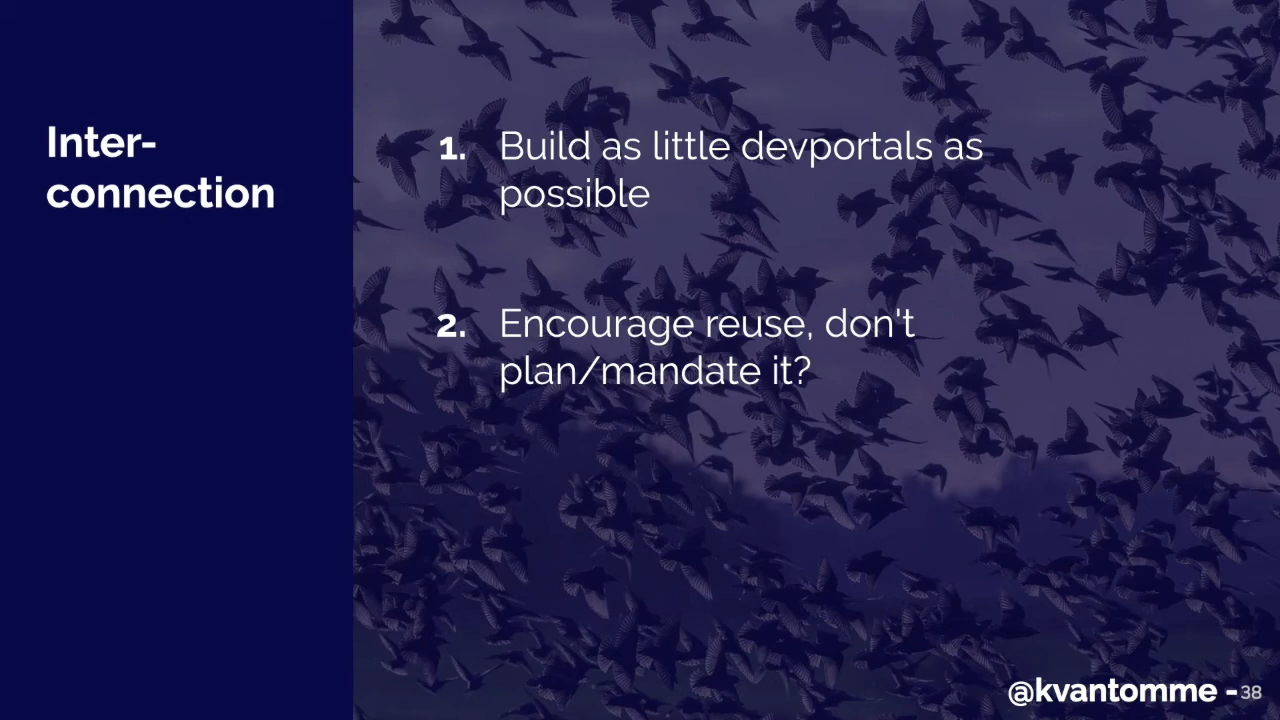 Inter-
connection
1. Build as little devportals as
possible
2. Encourage reuse, don't
plan/mandate it?
@kvantomme - 38